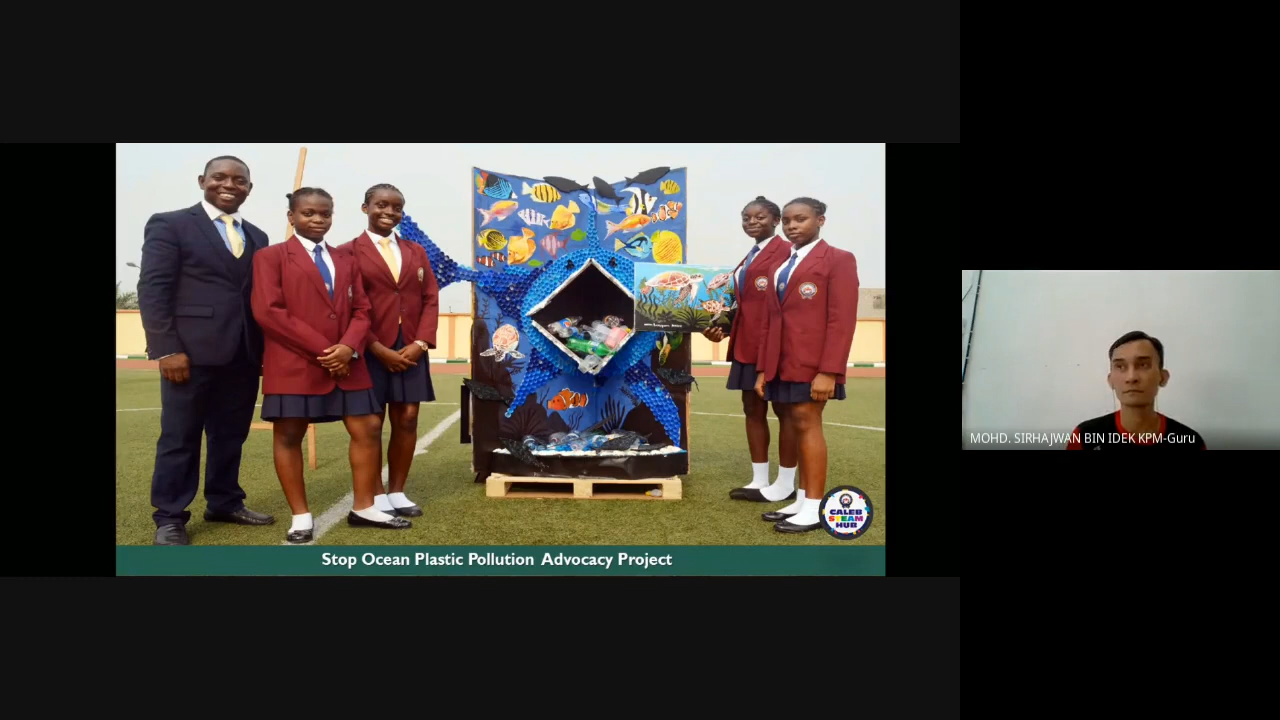 CALEB
STEAM
HUB
Stop Ocean Plastic Pollution Advocacy Project
MOHD. SIRHAJWAN BIN IDEK KPM-Guru